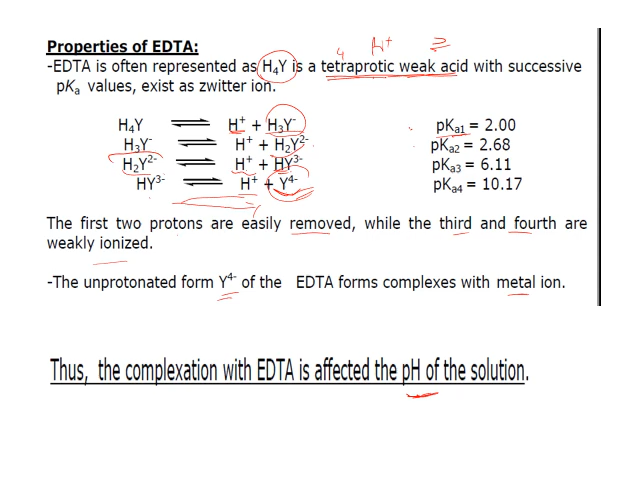 Properties of EDTA:
4 H⁺ ⇌
-EDTA is often represented as H₄Y is a tetraprotic weak acid with successive
pKₐ values, exist as zwitter ion.
H₄Y ⇌ H⁺ + H₃Y⁻ pKₐ₁ = 2.00
H₃Y⁻ ⇌ H⁺ + H₂Y²⁻ pKₐ₂ = 2.68
H₂Y²⁻ ⇌ H⁺ + HY³⁻ pKₐ₃ = 6.11
HY³⁻ ⇌ H⁺ + Y⁴⁻ pKₐ₄ = 10.17
The first two protons are easily removed, while the third and fourth are
weakly ionized.
-The unprotonated form Y⁴⁻ of the EDTA forms complexes with metal ion.
Thus, the complexation with EDTA is affected the pH of the solution.